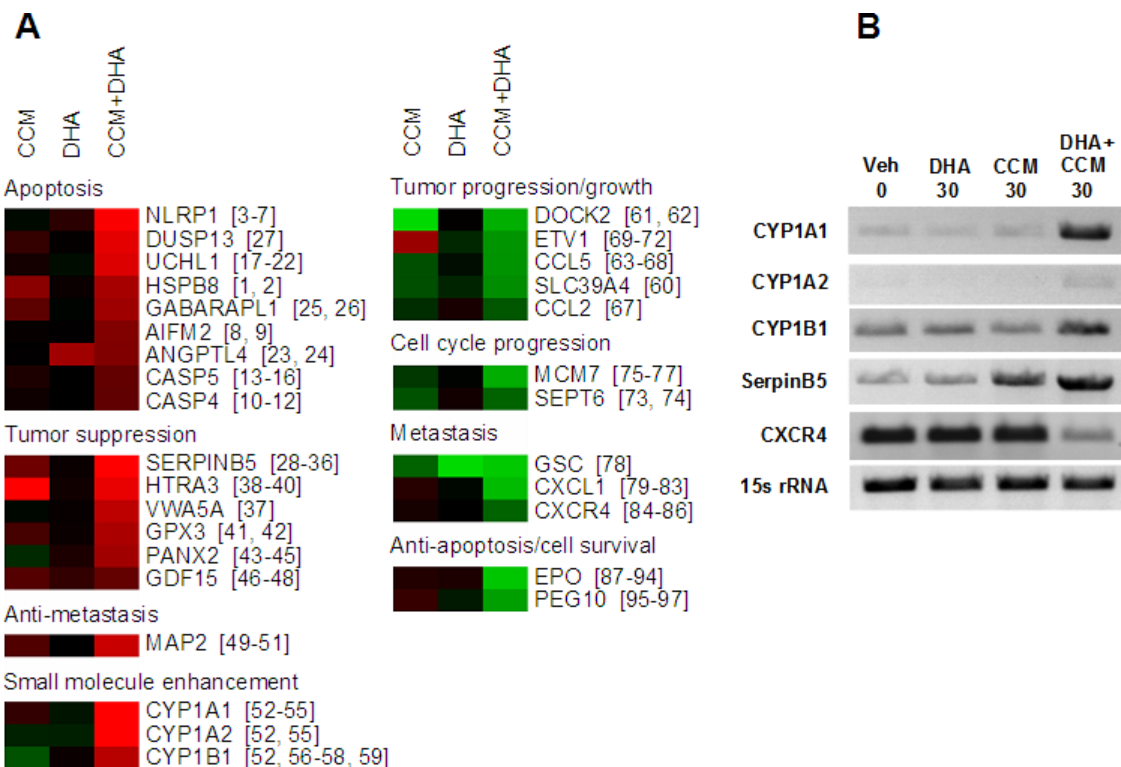 A
CCM DHA CCM+DHA
Apoptosis
NLRP1 [3-7]
DUSP13 [27]
UCHL1 [17-22]
HSPB8 [1, 2]
GABARAPL1 [25, 26]
AIFM2 [8, 9]
ANGPTL4 [23, 24]
CASP5 [13-16]
CASP4 [10-12]
Tumor suppression
SERPINB5 [28-36]
HTRA3 [38-40]
VWA5A [37]
GPX3 [41, 42]
PANX2 [43-45]
GDF15 [46-48]
Anti-metastasis
MAP2 [49-51]
Small molecule enhancement
CYP1A1 [52-55]
CYP1A2 [52, 55]
CYP1B1 [52, 56-58, 59]
CCM DHA CCM+DHA
Tumor progression/growth
DOCK2 [61, 62]
ETV1 [69-72]
CCL5 [63-68]
SLC39A4 [60]
CCL2 [67]
Cell cycle progression
MCM7 [75-77]
SEPT6 [73, 74]
Metastasis
GSC [78]
CXCL1 [79-83]
CXCR4 [84-86]
Anti-apoptosis/cell survival
EPO [87-94]
PEG10 [95-97]
B
DHA+
Veh DHA CCM CCM
0 30 30 30
CYP1A1
CYP1A2
CYP1B1
SerpinB5
CXCR4
15s rRNA